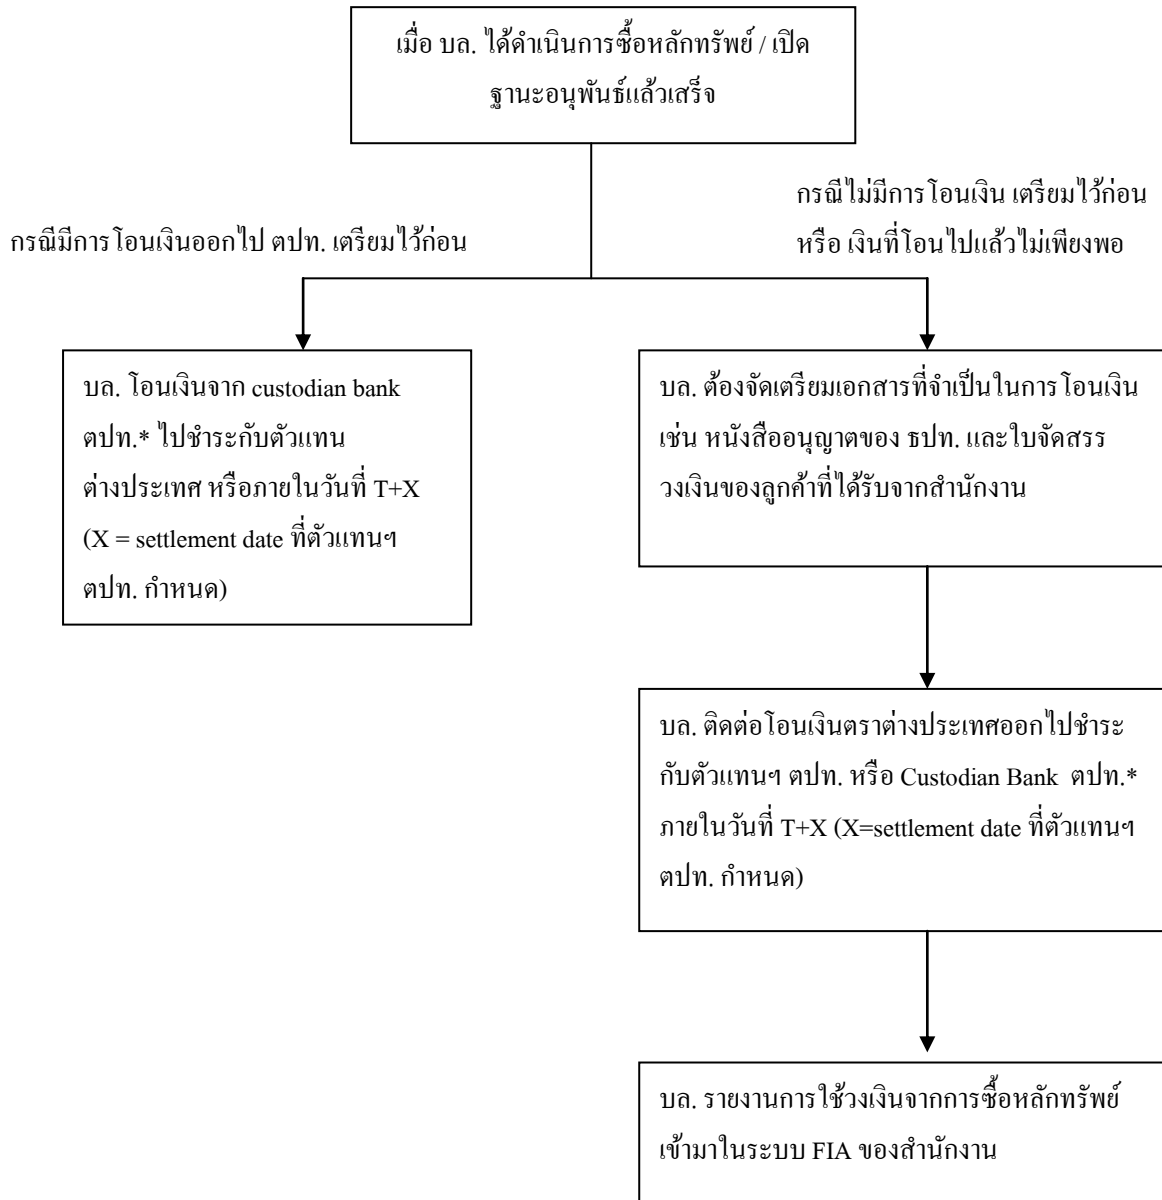 เมื่อ บล. ได้ดำเนินการซื้อหลักทรัพย์ / เปิด
ฐานะอนุพันธ์แล้วเสร็จ
กรณีมีการโอนเงินออกไป ตปท. เตรียมไว้ก่อน
กรณีไม่มีการโอนเงิน เตรียมไว้ก่อน
หรือ เงินที่โอนไปแล้วไม่เพียงพอ
บล. โอนเงินจาก custodian bank
ตปท.* ไปชำระกับตัวแทน
ต่างประเทศ หรือภายในวันที่ T+X
(X = settlement date ที่ตัวแทนฯ
ตปท. กำหนด)
บล. ต้องจัดเตรียมเอกสารที่จำเป็นในการโอนเงิน
เช่น หนังสืออนุญาตของ ธปท. และใบจัดสรร
วงเงินของลูกค้าที่ได้รับจากสำนักงาน
บล. ติดต่อโอนเงินตราต่างประเทศออกไปชำระ
กับตัวแทนฯ ตปท. หรือ Custodian Bank ตปท.*
ภายในวันที่ T+X (X=settlement date ที่ตัวแทนฯ
ตปท. กำหนด)
บล. รายงานการใช้วงเงินจากการซื้อหลักทรัพย์
เข้ามาในระบบ FIA ของสำนักงาน